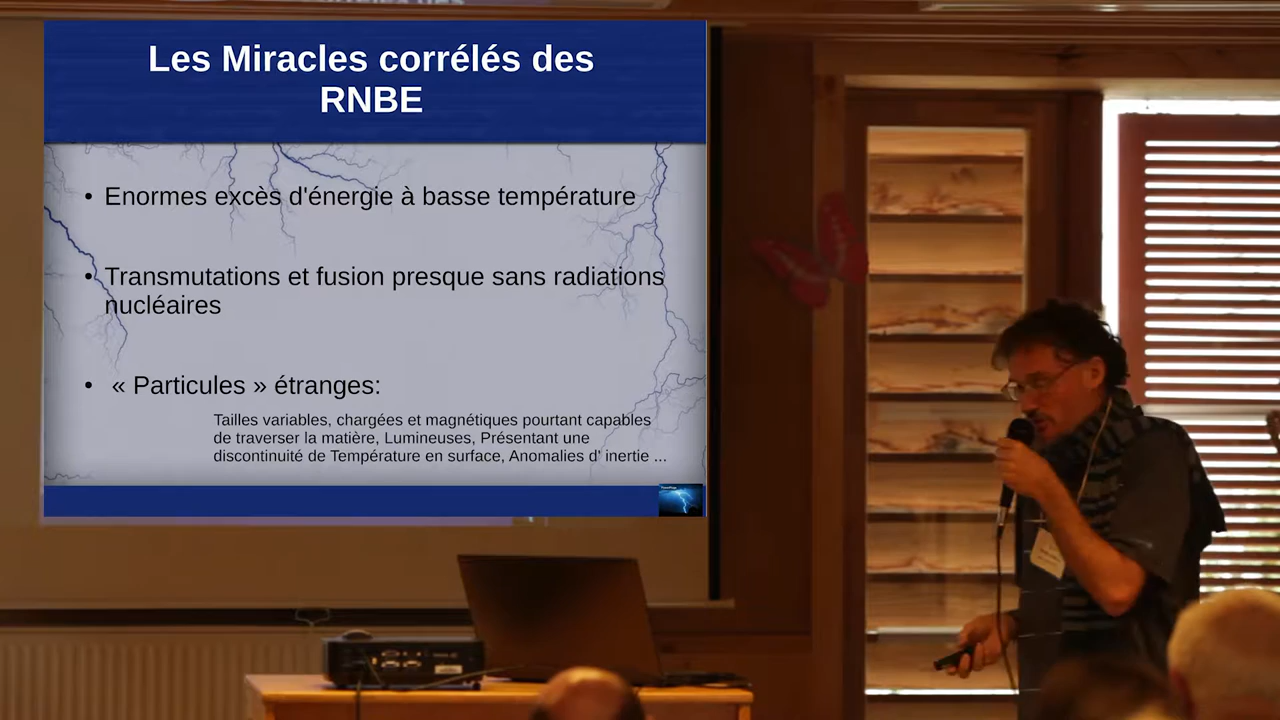 Les Miracles corrélés des
RNBE
• Enormes excès d'énergie à basse température
• Transmutations et fusion presque sans radiations
nucléaires
• « Particules » étranges:
Tailles variables, chargées et magnétiques pourtant capables
de traverser la matière, Lumineuses, Présentant une
discontinuité de Température en surface, Anomalies d' inertie ...